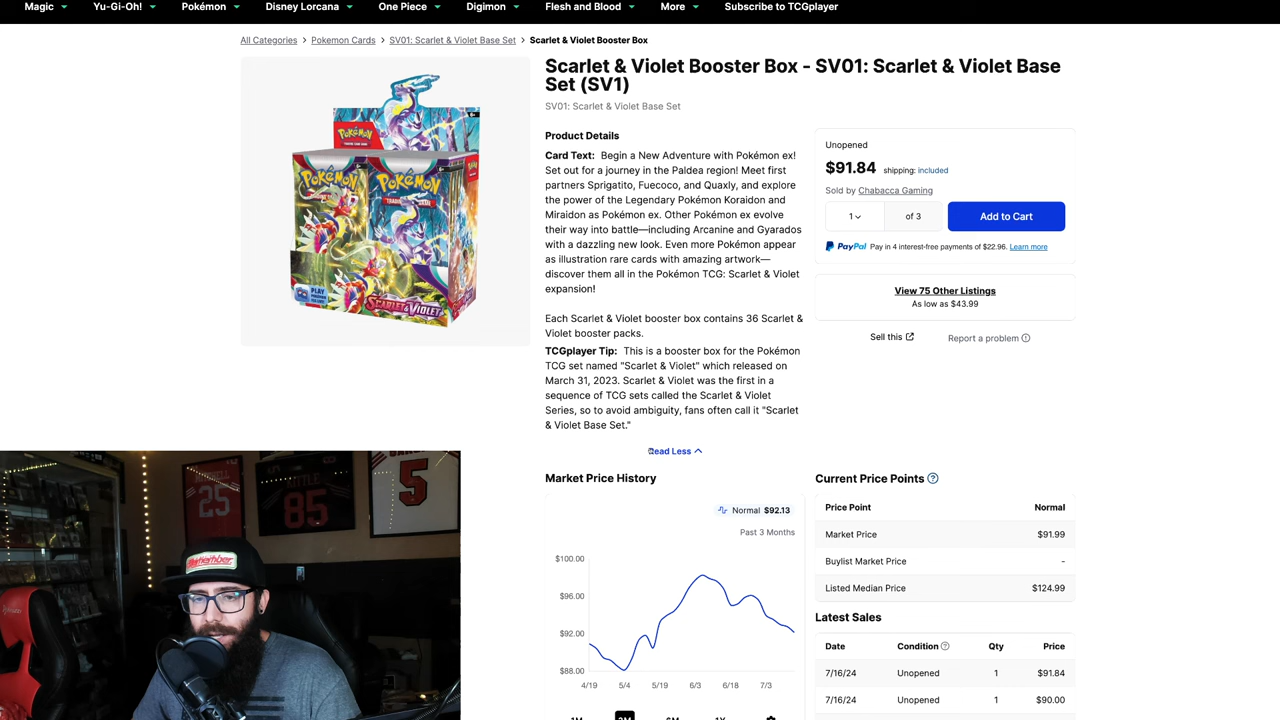 Magic Yu-Gi-Oh! Pokémon Disney Lorcana One Piece Digimon Flesh and Blood More Subscribe to TCGplayer
All Categories > Pokemon Cards > SV01: Scarlet & Violet Base Set > Scarlet & Violet Booster Box
Scarlet & Violet Booster Box - SV01: Scarlet & Violet Base
Set (SV1)
SV01: Scarlet & Violet Base Set
Pokémon
Pokémon
Pokémon
PLAY
SCARLET & VIOLET
Product Details
Card Text: Begin a New Adventure with Pokémon ex!
Set out for a journey in the Paldea region! Meet first
partners Sprigatito, Fuecoco, and Quaxly, and explore
the power of the Legendary Pokémon Koraidon and
Miraidon as Pokémon ex. Other Pokémon ex evolve
their way into battle—including Arcanine and Gyarados
with a dazzling new look. Even more Pokémon appear
as illustration rare cards with amazing artwork—
discover them all in the Pokémon TCG: Scarlet & Violet
expansion!
Each Scarlet & Violet booster box contains 36 Scarlet &
Violet booster packs.
TCGplayer Tip: This is a booster box for the Pokémon
TCG set named "Scarlet & Violet" which released on
March 31, 2023. Scarlet & Violet was the first in a
sequence of TCG sets called the Scarlet & Violet
Series, so to avoid ambiguity, fans often call it "Scarlet
& Violet Base Set."
Read Less
Unopened
$91.84 shipping: included
Sold by Chabacca Gaming
1 of 3 Add to Cart
PayPal Pay in 4 interest-free payments of $22.96. Learn more
View 75 Other Listings
As low as $43.99
Sell this Report a problem
Market Price History
Normal $92.13
Past 3 Months
$100.00
$96.00
$92.00
$88.00
4/19 5/4 5/19 6/3 6/18 7/3
1M 3M 6M 1Y
Current Price Points
Price Point Normal
Market Price $91.99
Buylist Market Price -
Listed Median Price $124.99
Latest Sales
Date Condition Qty Price
7/16/24 Unopened 1 $91.84
7/16/24 Unopened 1 $90.00
25
KITTLE
85
5